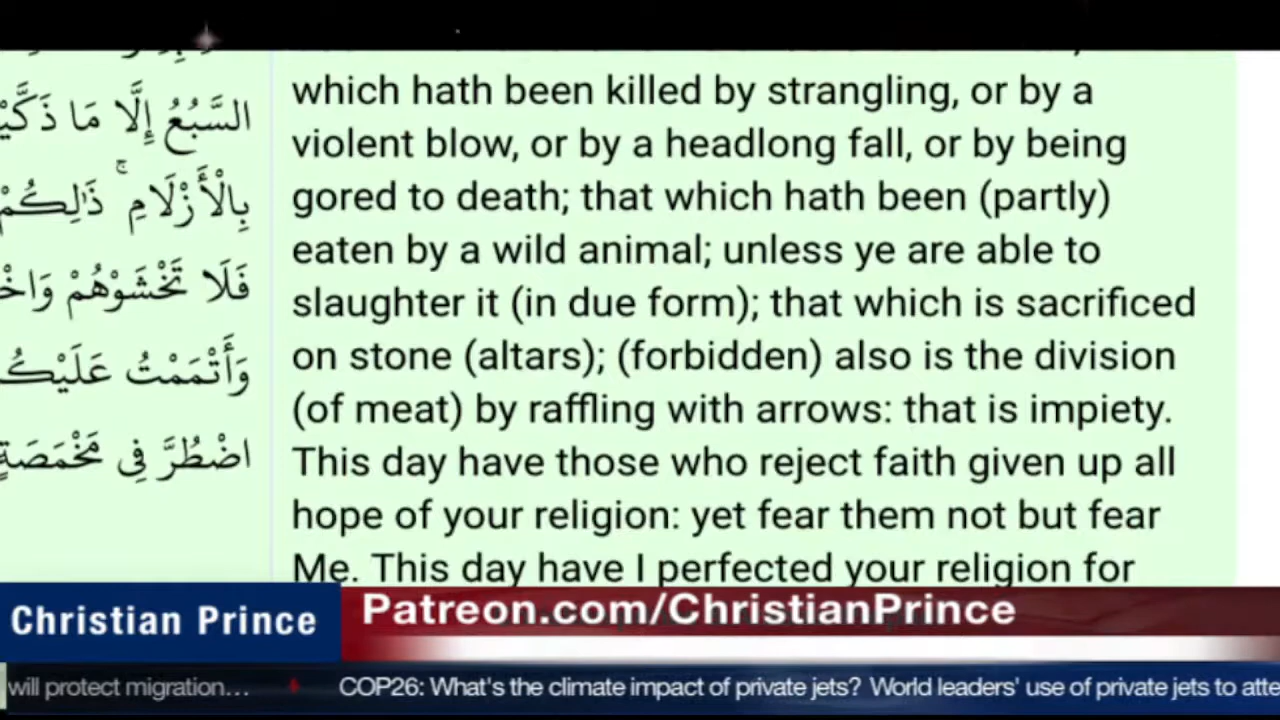 السَّبُعُ إِلَّا مَا
بِالْأَزْلَامِ ۚ
فَلَا تَخْشَوْهُمْ
وَأَتْمَمْتُ
اضْطُرَّ فِي
which hath been killed by strangling, or by a
violent blow, or by a headlong fall, or by being
gored to death; that which hath been (partly)
eaten by a wild animal; unless ye are able to
slaughter it (in due form); that which is sacrificed
on stone (altars); (forbidden) also is the division
(of meat) by raffling with arrows: that is impiety.
This day have those who reject faith given up all
hope of your religion: yet fear them not but fear
Me. This day have I perfected your religion for
Christian Prince
Patreon.com/ChristianPrince
will protect migration... COP26: What's the climate impact of private jets? World leaders' use of private jets to atte